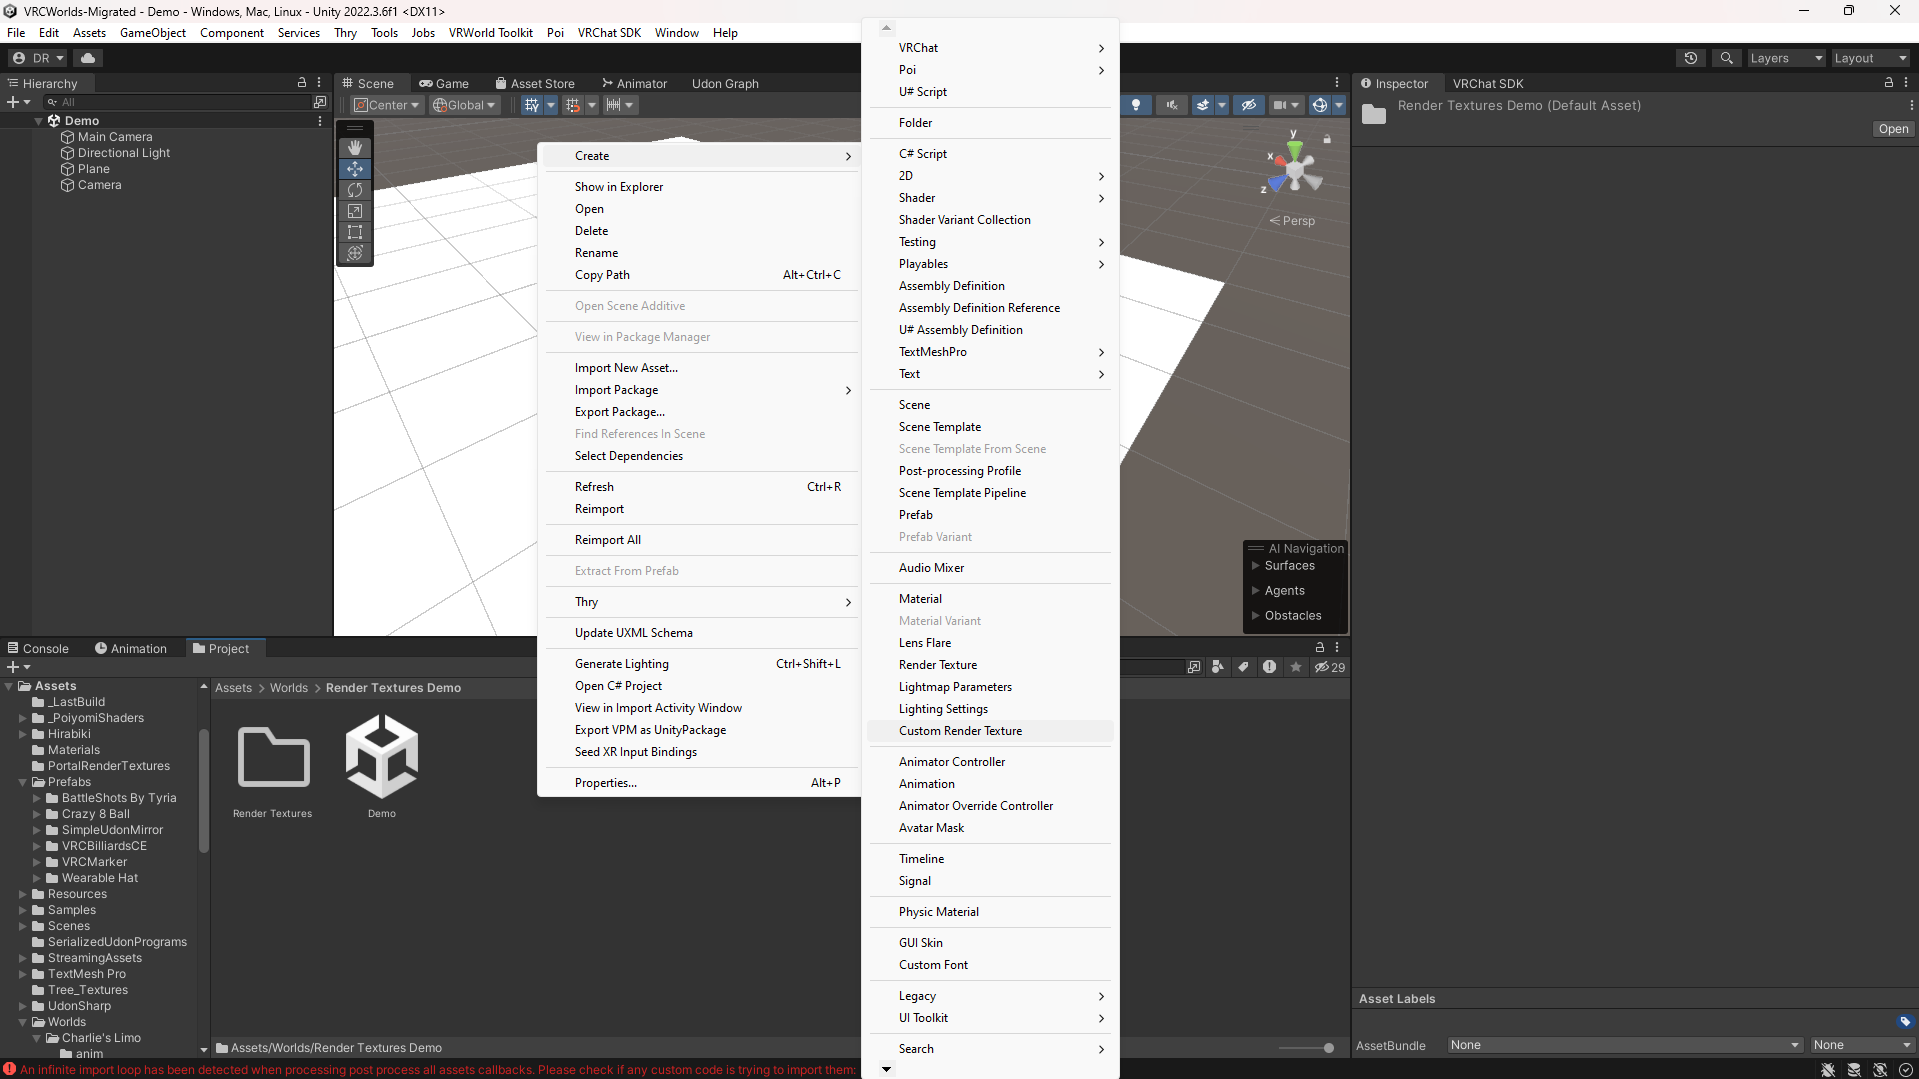 VRCWorlds-Migrated - Demo - Windows, Mac, Linux - Unity 2022.3.6f1 <DX11>
File Edit Assets GameObject Component Services Thry Tools Jobs VRWorld Toolkit Poi VRChat SDK Window Help
DR
Layers Layout
Hierarchy
All
Demo
Main Camera
Directional Light
Plane
Camera
Scene Game Asset Store Animator Udon Graph
Center Global
Create
Show in Explorer
Open
Delete
Rename
Copy Path Alt+Ctrl+C
Open Scene Additive
View in Package Manager
Import New Asset...
Import Package
Export Package...
Find References In Scene
Select Dependencies
Refresh Ctrl+R
Reimport
Reimport All
Extract From Prefab
Thry
Update UXML Schema
Generate Lighting Ctrl+Shift+L
Open C# Project
View in Import Activity Window
Export VPM as UnityPackage
Seed XR Input Bindings
Properties... Alt+P
VRChat
Poi
U# Script
Folder
C# Script
2D
Shader
Shader Variant Collection
Testing
Playables
Assembly Definition
Assembly Definition Reference
U# Assembly Definition
TextMeshPro
Text
Scene
Scene Template
Scene Template From Scene
Post-processing Profile
Scene Template Pipeline
Prefab
Prefab Variant
Audio Mixer
Material
Material Variant
Lens Flare
Render Texture
Lightmap Parameters
Lighting Settings
Custom Render Texture
Animator Controller
Animation
Animator Override Controller
Avatar Mask
Timeline
Signal
Physic Material
GUI Skin
Custom Font
Legacy
UI Toolkit
Search
y
x
z
< Persp
AI Navigation
Surfaces
Agents
Obstacles
Inspector VRChat SDK
Render Textures Demo (Default Asset)
Open
Console Animation Project
29
Assets
_LastBuild
_PoiyomiShaders
Hirabiki
Materials
PortalRenderTextures
Prefabs
BattleShots By Tyria
Crazy 8 Ball
SimpleUdonMirror
VRCBilliardsCE
VRCMarker
Wearable Hat
Resources
Samples
Scenes
SerializedUdonPrograms
StreamingAssets
TextMesh Pro
Tree_Textures
UdonSharp
Worlds
Charlie's Limo
anim
Assets > Worlds > Render Textures Demo
Render Textures
Demo
Assets/Worlds/Render Textures Demo
Asset Labels
AssetBundle None None
An infinite import loop has been detected when processing post process all assets callbacks. Please check if any custom code is trying to import them: